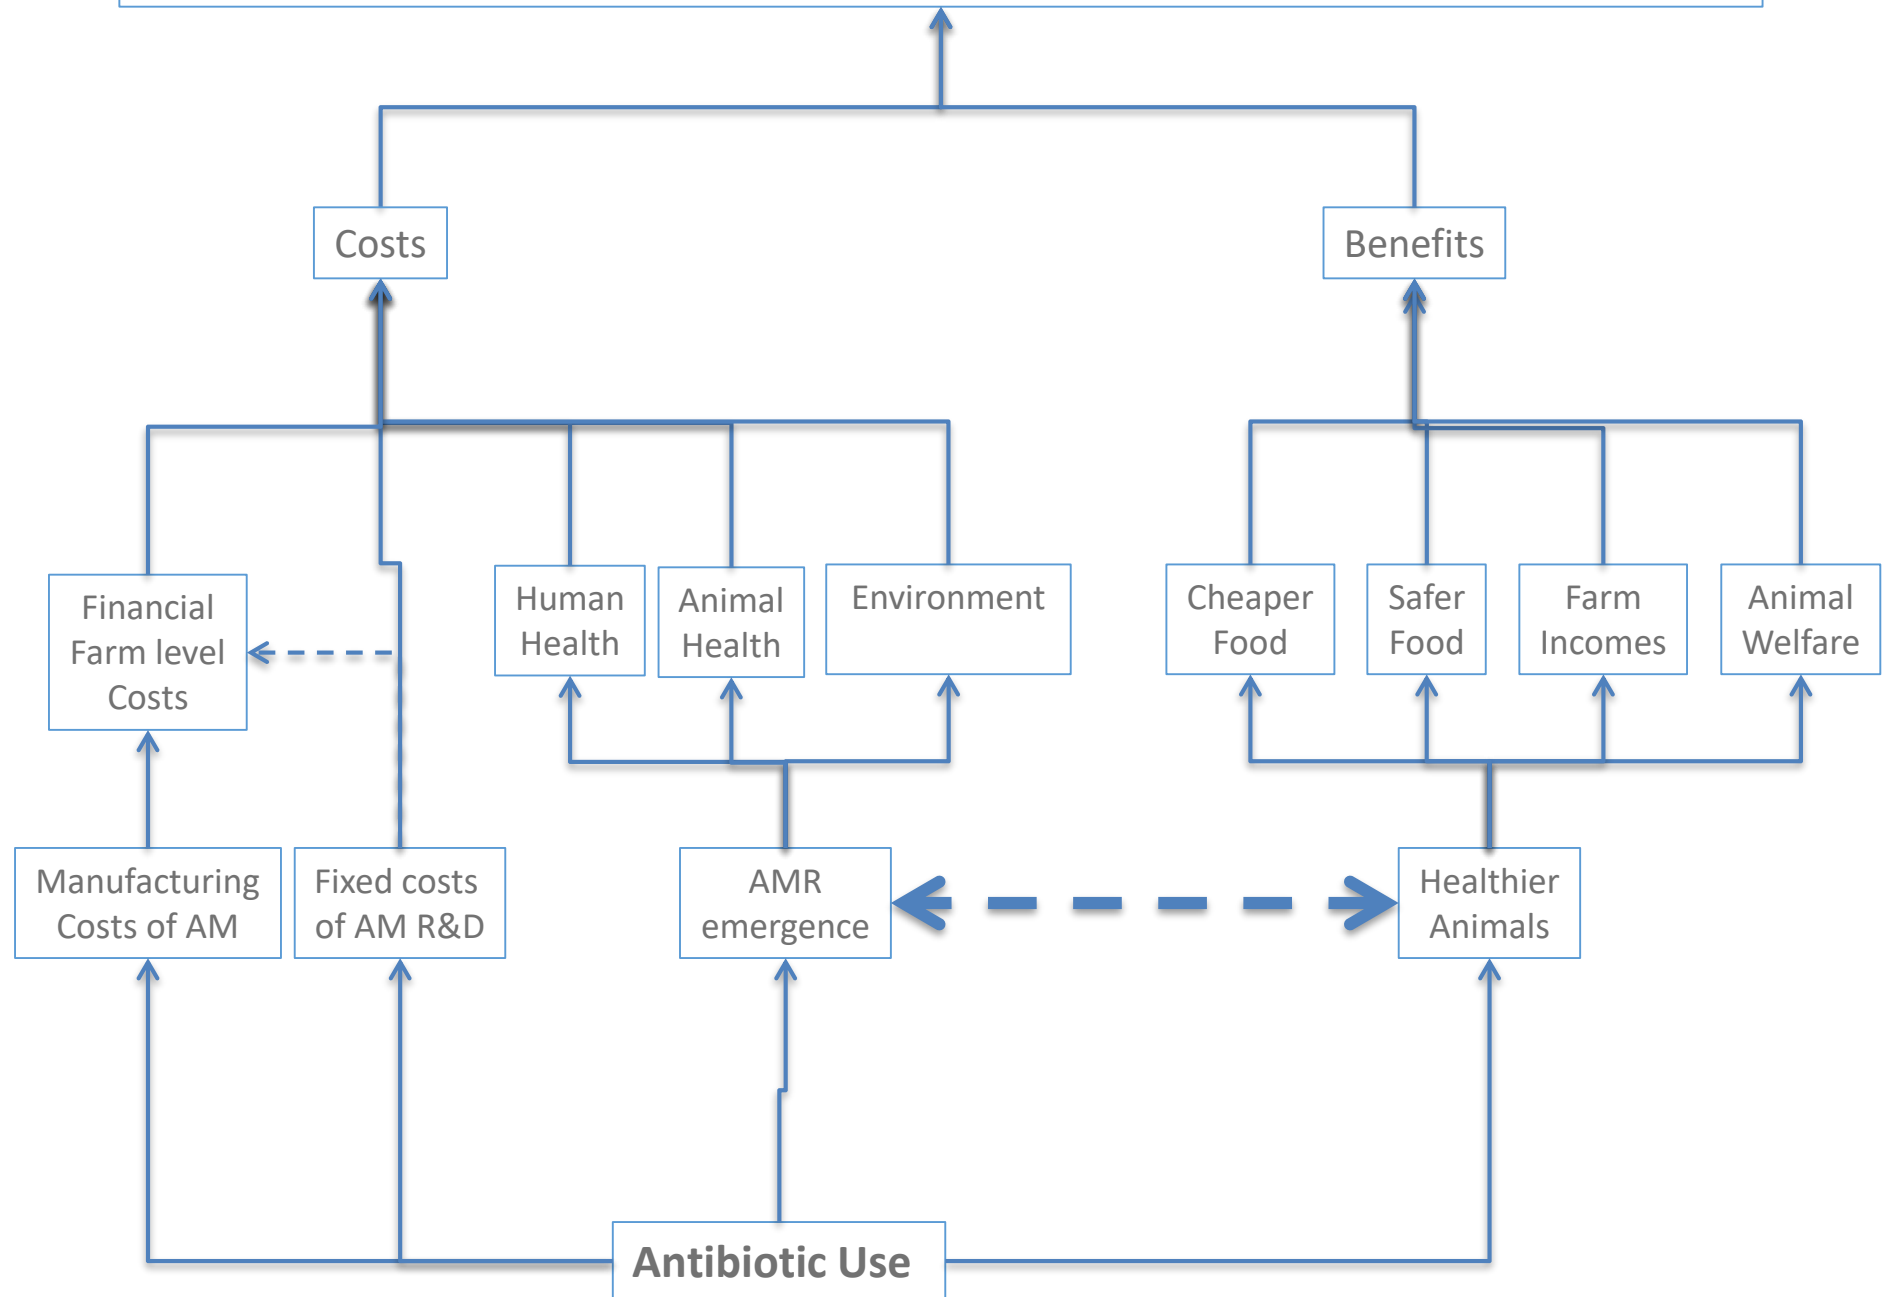 Costs
Benefits
Financial
Farm level
Costs
Human
Health
Animal
Health
Environment
Cheaper
Food
Safer
Food
Farm
Incomes
Animal
Welfare
Manufacturing
Costs of AM
Fixed costs
of AM R&D
AMR
emergence
Healthier
Animals
Antibiotic Use